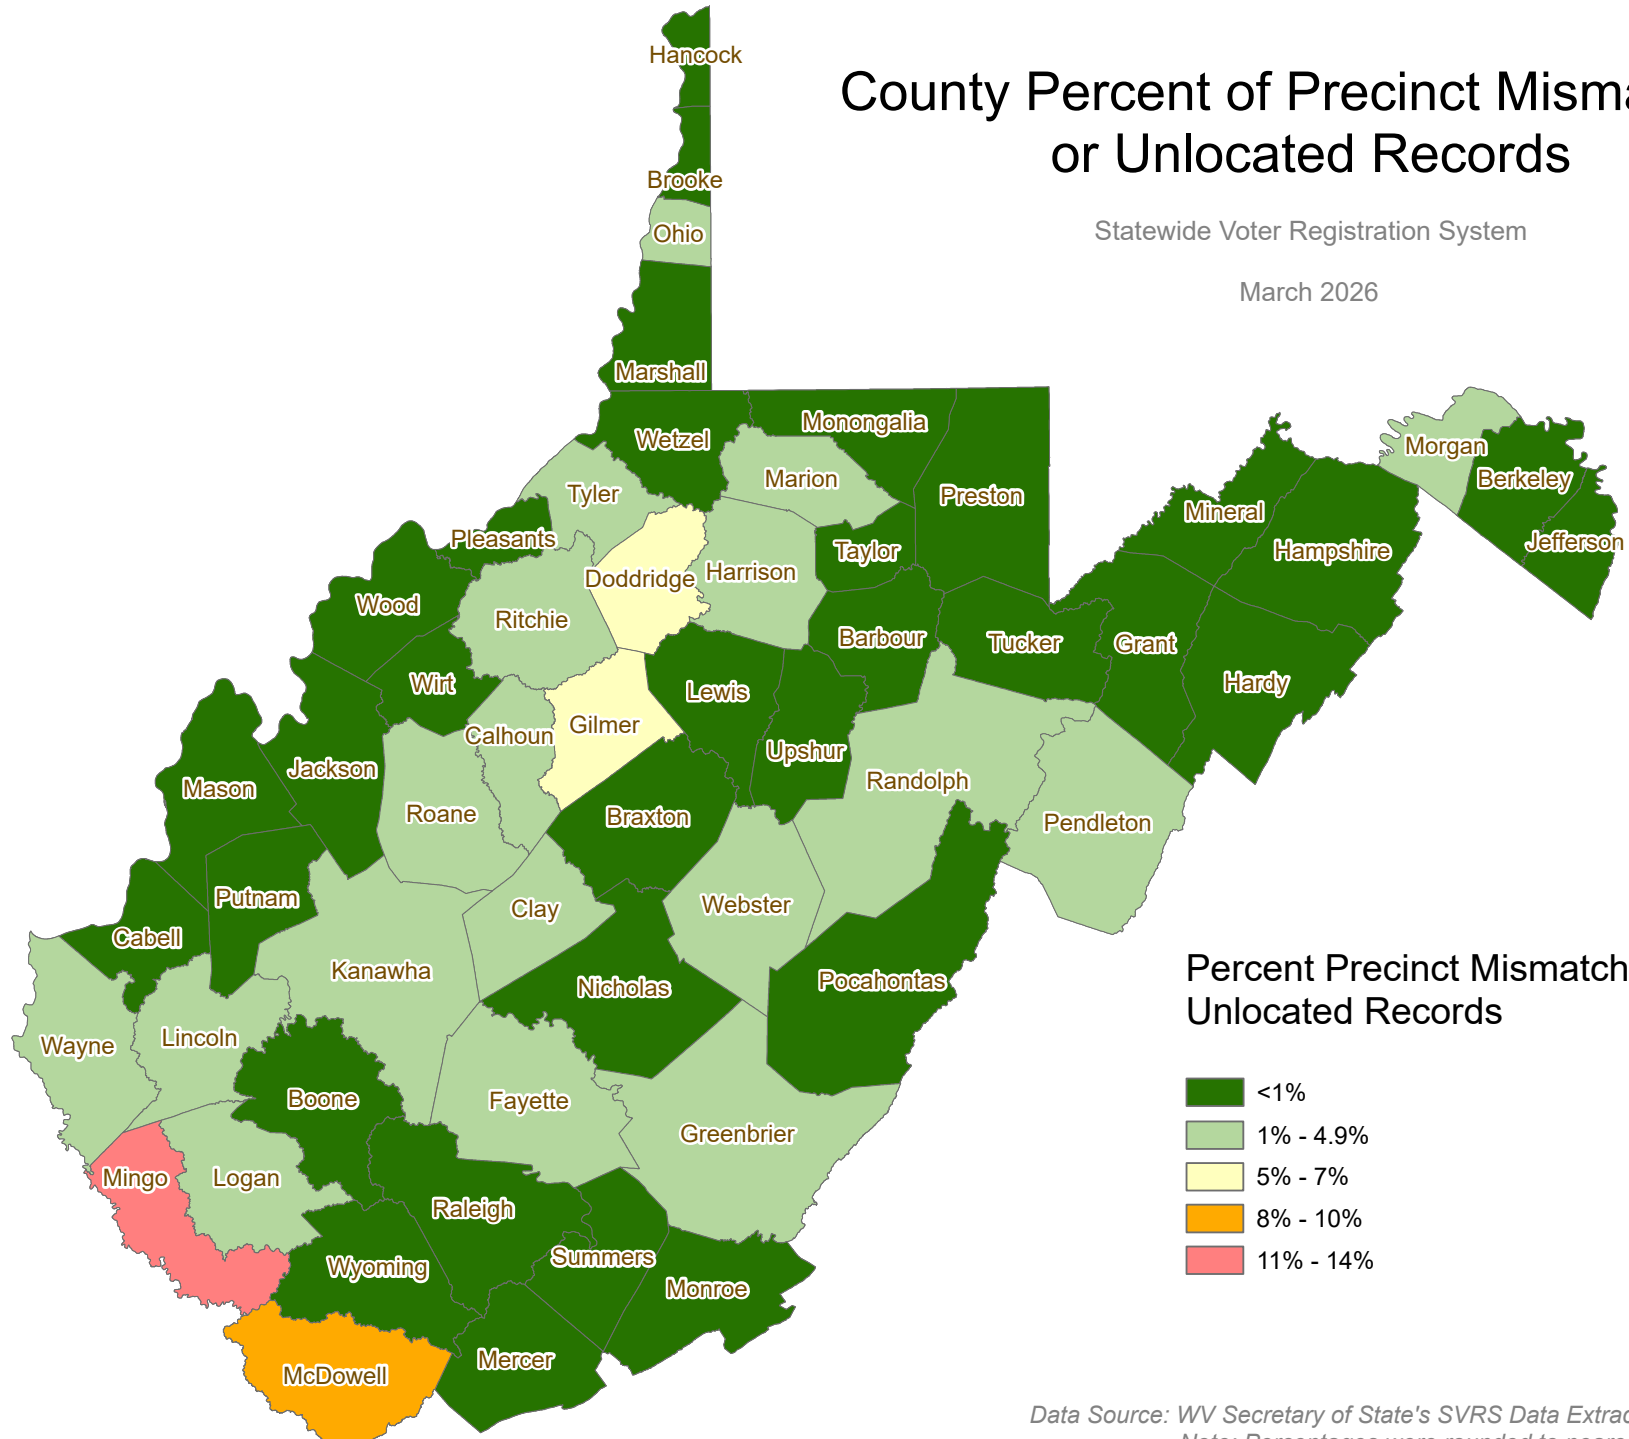 County Percent of Precinct
or Unlocated Records
Statewide Voter Registration System
March 2026
Hancock
Brooke
Ohio
Marshall
Wetzel
Monongalia
Marion
Preston
Tyler
Pleasants
Taylor
Harrison
Doddridge
Ritchie
Wood
Wirt
Barbour
Tucker
Grant
Mineral
Hampshire
Hardy
Morgan
Berkeley
Jefferson
Lewis
Gilmer
Calhoun
Upshur
Randolph
Pendleton
Jackson
Mason
Roane
Braxton
Webster
Clay
Putnam
Cabell
Kanawha
Nicholas
Pocahontas
Wayne
Lincoln
Boone
Fayette
Greenbrier
Mingo
Logan
Raleigh
Summers
Wyoming
Monroe
Mercer
McDowell
Percent Precinct Mismatch
Unlocated Records
<1%
1% - 4.9%
5% - 7%
8% - 10%
11% - 14%
Data Source: WV Secretary of State's SVRS Data